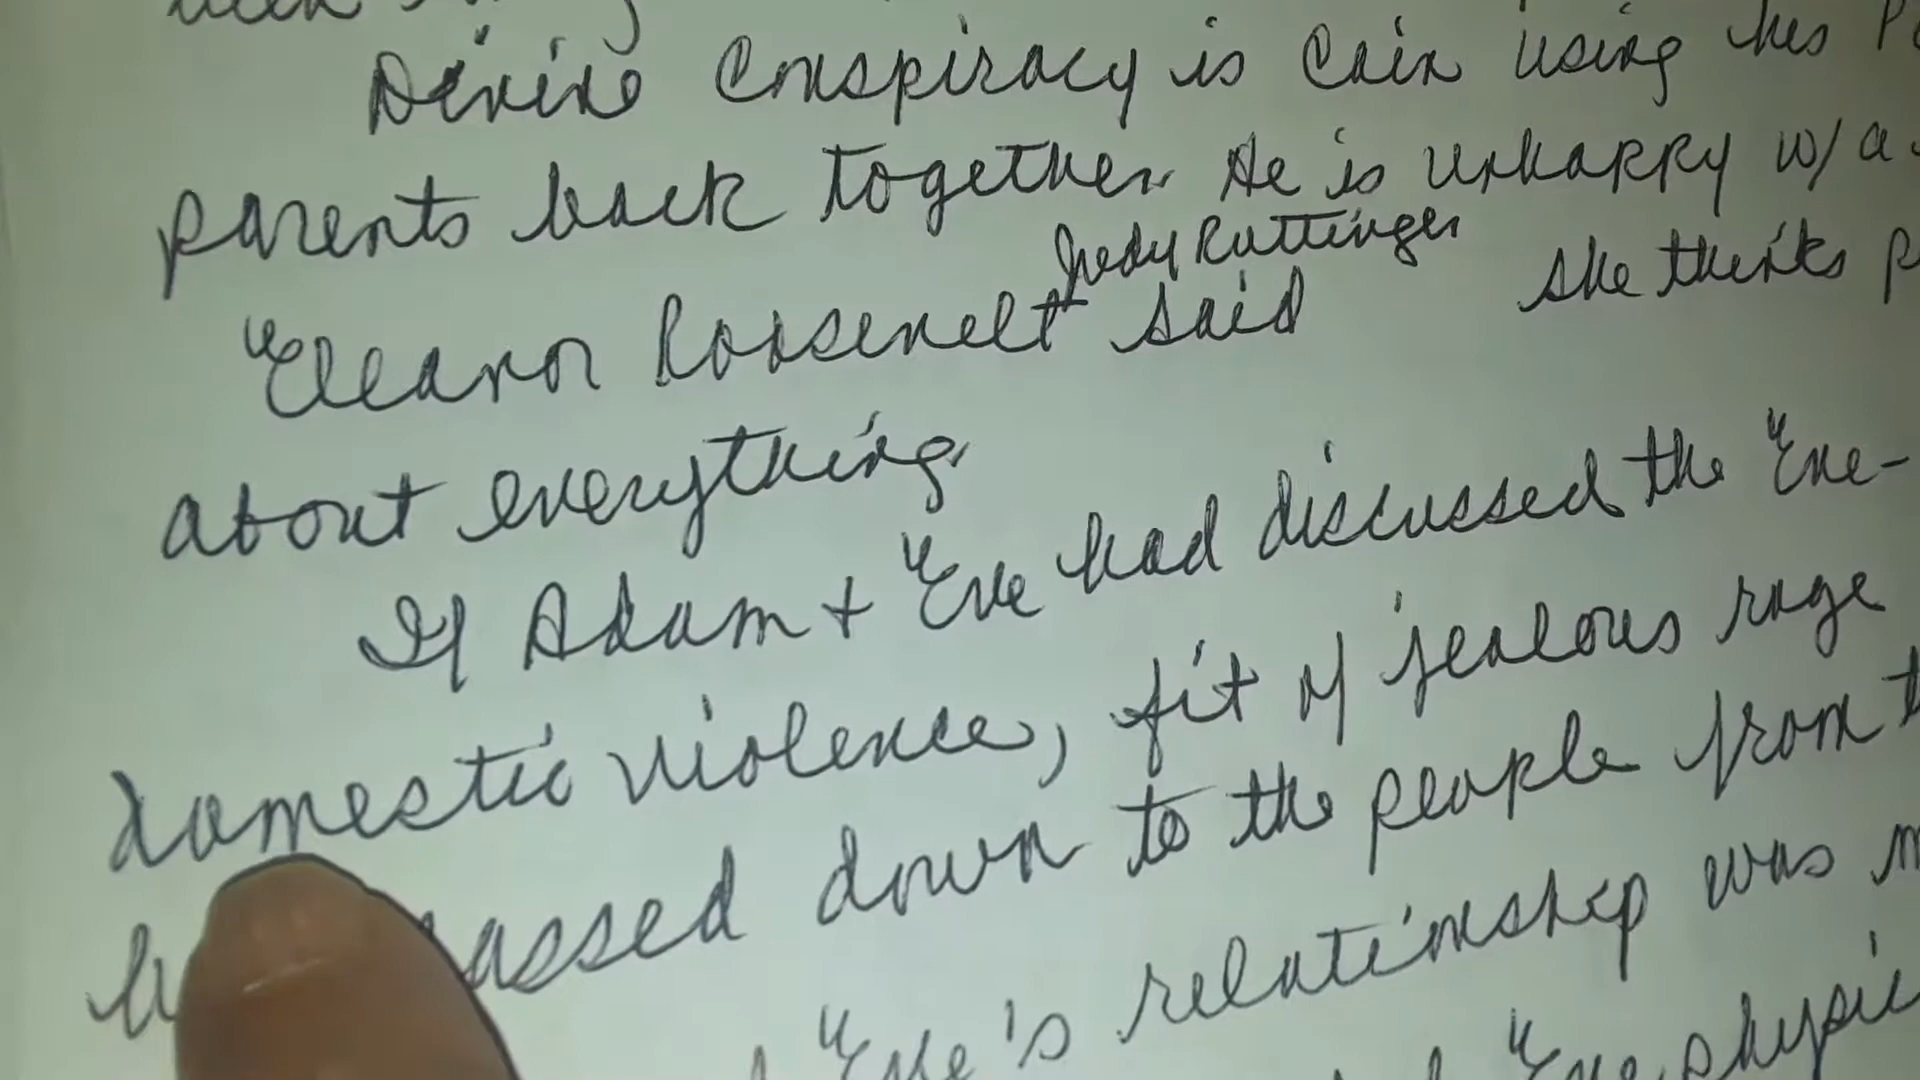 Divine Conspiracy is Cain using his
parents back together. He is unhappy w/ a
Judy Ruttinger
Eleanor Roosevelt said she thinks
about everything
If Adam + Eve had discussed the Eve-
domestic violence, fit of jealous rage
down to the people from
Eve's relationship was
Eve